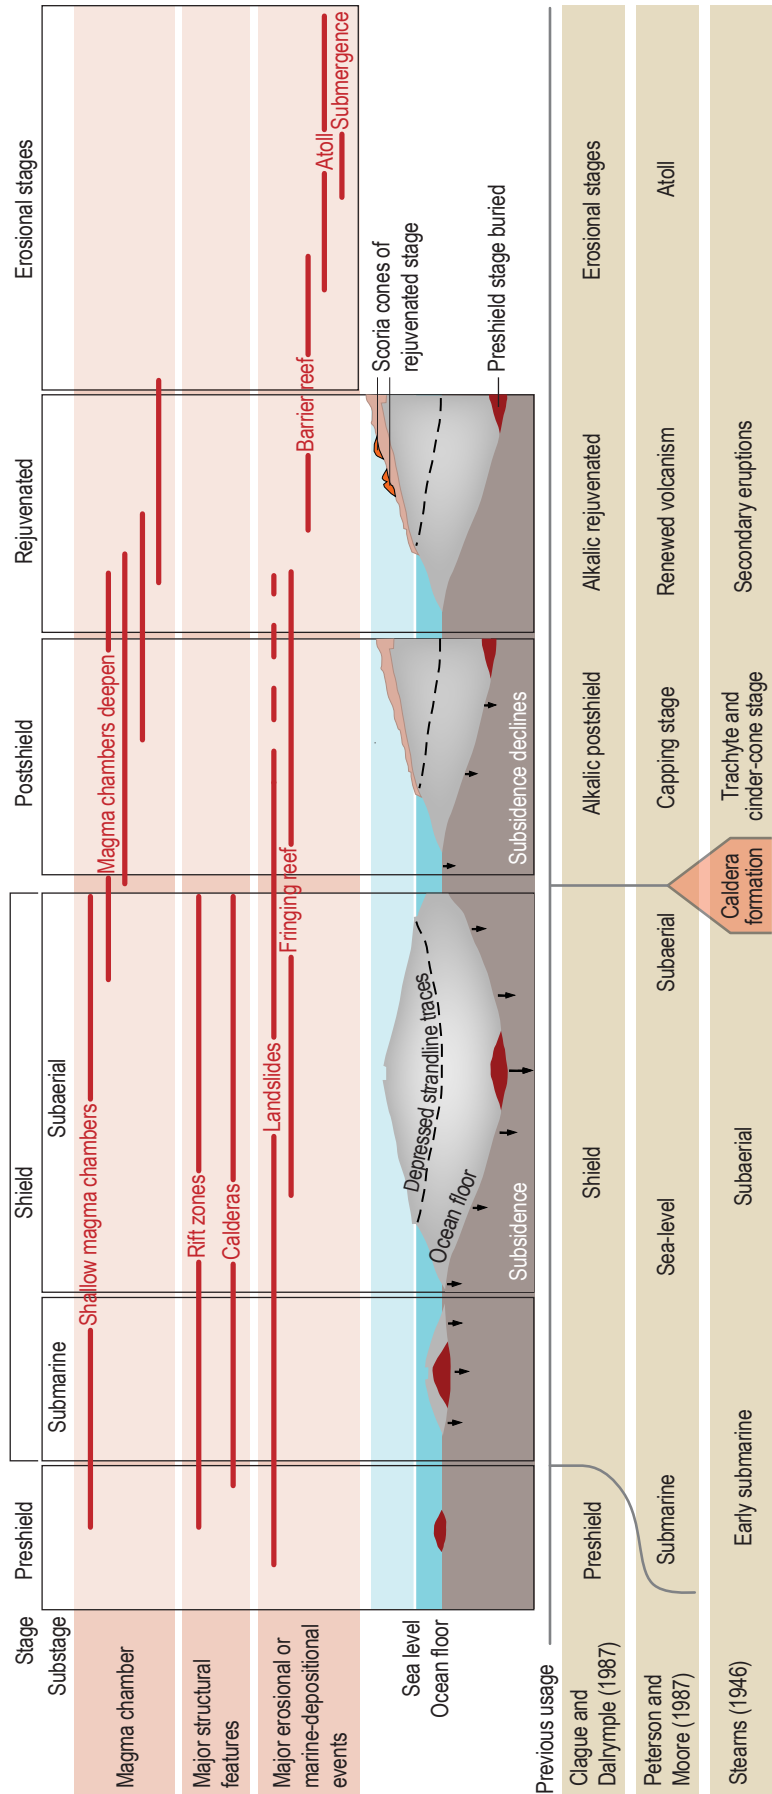 Stage
Preshield
Shield
Postshield
Rejuvenated
Erosional stages
Substage
Submarine
Subaerial
Magma chamber
Shallow magma chambers
Magma chambers deepen
Major structural
features
Rift zones
Calderas
Major erosional or
marine-depositional
events
Landslides
Fringing reef
Barrier reef
Atoll
Submergence
Sea level
Ocean floor
Depressed strandline traces
Ocean floor
Subsidence
Subsidence declines
Scoria cones of
rejuvenated stage
Preshield stage buried
Previous usage
Clague and
Dalrymple (1987)
Preshield
Shield
Alkalic postshield
Alkalic rejuvenated
Erosional stages
Peterson and
Moore (1987)
Submarine
Sea-level
Subaerial
Capping stage
Renewed volcanism
Atoll
Stearns (1946)
Early submarine
Subaerial
Caldera
formation
Trachyte and
cinder-cone stage
Secondary eruptions